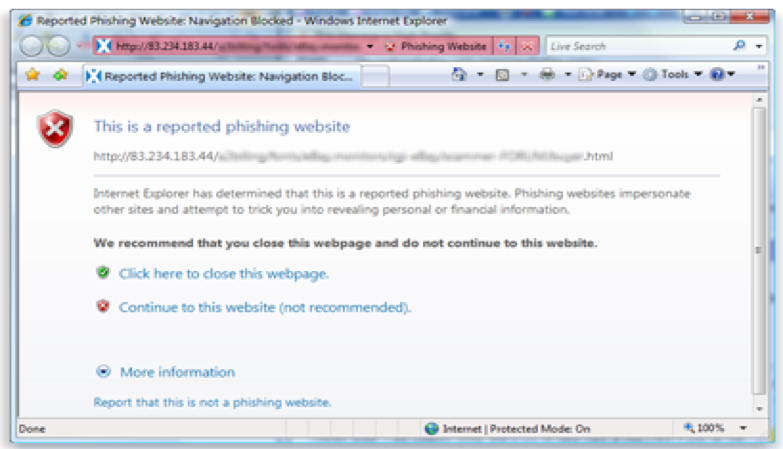 Reported Phishing Website: Navigation Blocked - Windows Internet Explorer
http://83.234.183.44/
Phishing Website
Live Search
Reported Phishing Website: Navigation Bloc...
Page
Tools
This is a reported phishing website
http://83.234.183.44/ .html
Internet Explorer has determined that this is a reported phishing website. Phishing websites impersonate
other sites and attempt to trick you into revealing personal or financial information.
We recommend that you close this webpage and do not continue to this website.
Click here to close this webpage.
Continue to this website (not recommended).
More information
Report that this is not a phishing website.
Done
Internet | Protected Mode: On
100%